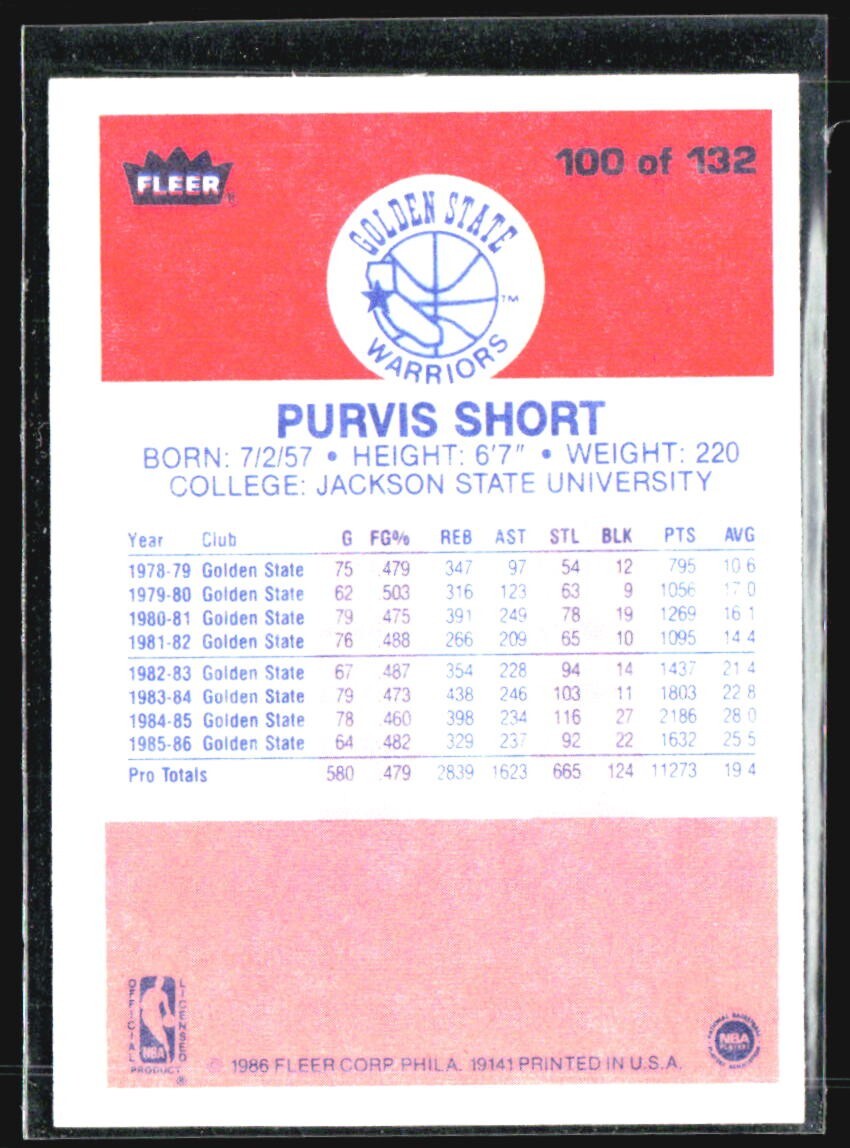 FLEER®
100 of 132
GOLDEN STATE
WARRIORS
™
PURVIS SHORT
BORN: 7/2/57 • HEIGHT: 6'7" • WEIGHT: 220
COLLEGE: JACKSON STATE UNIVERSITY
Year Club G FG% REB AST STL BLK PTS AVG
1978-79 Golden State 75 .479 347 97 54 12 795 10.6
1979-80 Golden State 62 .503 316 123 63 9 1056 17.0
1980-81 Golden State 79 .475 391 249 78 19 1269 16.1
1981-82 Golden State 76 .488 266 209 65 10 1095 14.4
1982-83 Golden State 67 .487 354 228 94 14 1437 21.4
1983-84 Golden State 79 .473 438 246 103 11 1803 22.8
1984-85 Golden State 78 .460 398 234 116 27 2186 28.0
1985-86 Golden State 64 .482 329 237 92 22 1632 25.5
Pro Totals 580 .479 2839 1623 665 124 11273 19.4
OFFICIAL LICENSED
NBA
PRODUCT ®
© 1986 FLEER CORP. PHILA. 19141 PRINTED IN U.S.A.
NATIONAL BASKETBALL
NBA
PLAYERS